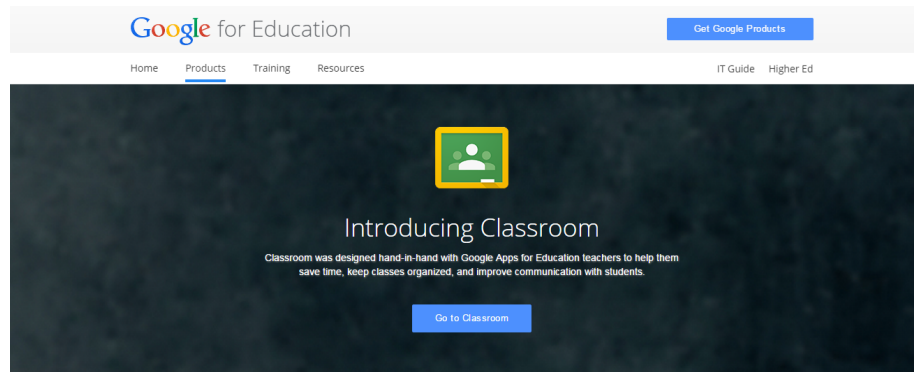 Google for Education
Get Google Products
Home Products Training Resources IT Guide Higher Ed
Introducing Classroom
Classroom was designed hand-in-hand with Google Apps for Education teachers to help them
save time, keep classes organized, and improve communication with students.
Go to Classroom